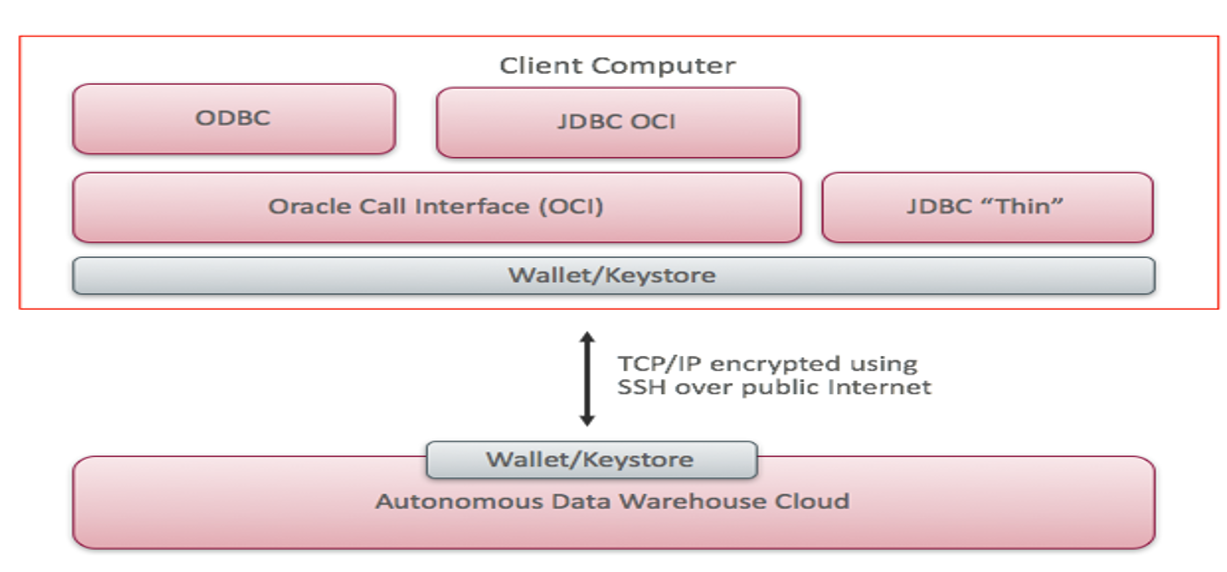 Client Computer
ODBC
JDBC OCI
Oracle Call Interface (OCI)
JDBC “Thin”
Wallet/Keystore
TCP/IP encrypted using
SSH over public Internet
Wallet/Keystore
Autonomous Data Warehouse Cloud